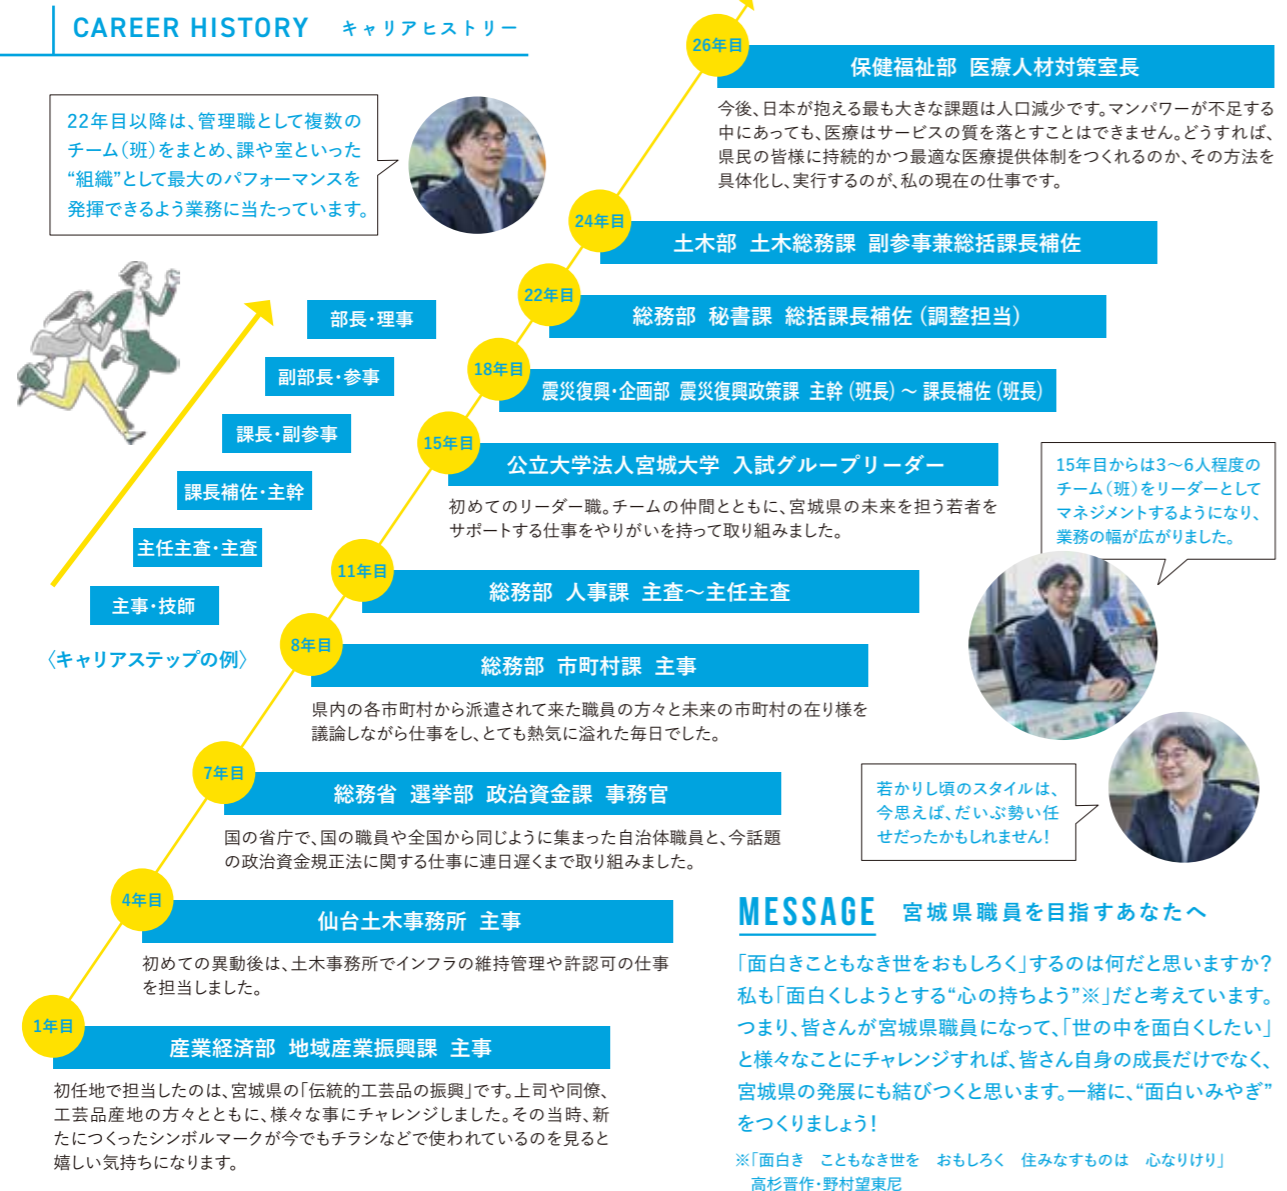 CAREER HISTORY キャリアヒストリー
22年目以降は、管理職として複数の
チーム（班）をまとめ、課や室といった
“組織”として最大のパフォーマンスを
発揮できるよう業務に当たっています。
部長・理事
副部長・参事
課長・副参事
課長補佐・主幹
主任主査・主査
主事・技師
〈キャリアステップの例〉
26年目
保健福祉部 医療人材対策室長
今後、日本が抱える最も大きな課題は人口減少です。マンパワーが不足する
中にあっても、医療はサービスの質を落とすことはできません。どうすれば、
県民の皆様に持続的かつ最適な医療提供体制をつくれるのか、その方法を
具体化し、実行するのが、私の現在の仕事です。
24年目
土木部 土木総務課 副参事兼総括課長補佐
22年目
総務部 秘書課 総括課長補佐（調整担当）
18年目
震災復興・企画部 震災復興政策課 主幹（班長）～ 課長補佐（班長）
15年目
公立大学法人宮城大学 入試グループリーダー
初めてのリーダー職。チームの仲間とともに、宮城県の未来を担う若者を
サポートする仕事をやりがいを持って取り組みました。
15年目からは3～6人程度の
チーム（班）をリーダーとして
マネジメントするようになり、
業務の幅が広がりました。
11年目
総務部 人事課 主査～主任主査
8年目
総務部 市町村課 主事
県内の各市町村から派遣されて来た職員の方々と未来の市町村の在り様を
議論しながら仕事をし、とても熱気に溢れた毎日でした。
7年目
総務省 選挙部 政治資金課 事務官
国の省庁で、国の職員や全国から同じように集まった自治体職員と、今話題
の政治資金規正法に関する仕事に連日遅くまで取り組みました。
若かりし頃のスタイルは、
今思えば、だいぶ勢い任
せだったかもしれません！
4年目
仙台土木事務所 主事
初めての異動後は、土木事務所でインフラの維持管理や許認可の仕事
を担当しました。
1年目
産業経済部 地域産業振興課 主事
初任地で担当したのは、宮城県の「伝統的工芸品の振興」です。上司や同僚、
工芸品産地の方々とともに、様々な事にチャレンジしました。その当時、新
たにつくったシンボルマークが今でもチラシなどで使われているのを見ると
嬉しい気持ちになります。
MESSAGE 宮城県職員を目指すあなたへ
「面白きこともなき世をおもしろく」するのは何だと思いますか？
私も「面白くしようとする“心の持ちよう”※」だと考えています。
つまり、皆さんが宮城県職員になって、「世の中を面白くしたい」
と様々なことにチャレンジすれば、皆さん自身の成長だけでなく、
宮城県の発展にも結びつくと思います。一緒に、“面白いみやぎ”
をつくりましょう！
※「面白き こともなき世を おもしろく 住みなすものは 心なりけり」
高杉晋作・野村望東尼